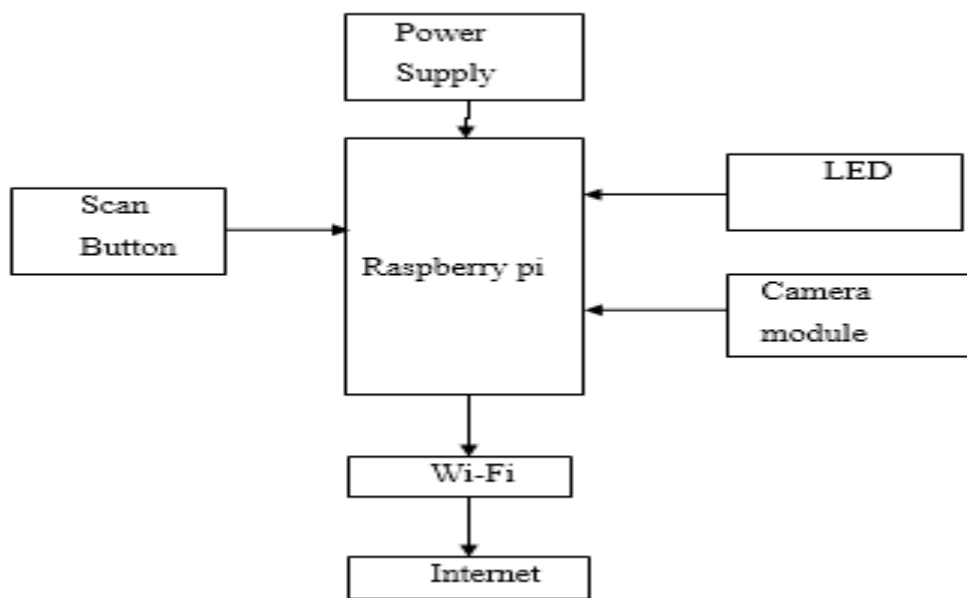 Power
Supply
LED
Scan
Button
Raspberry pi
Camera
module
Wi-Fi
Internet